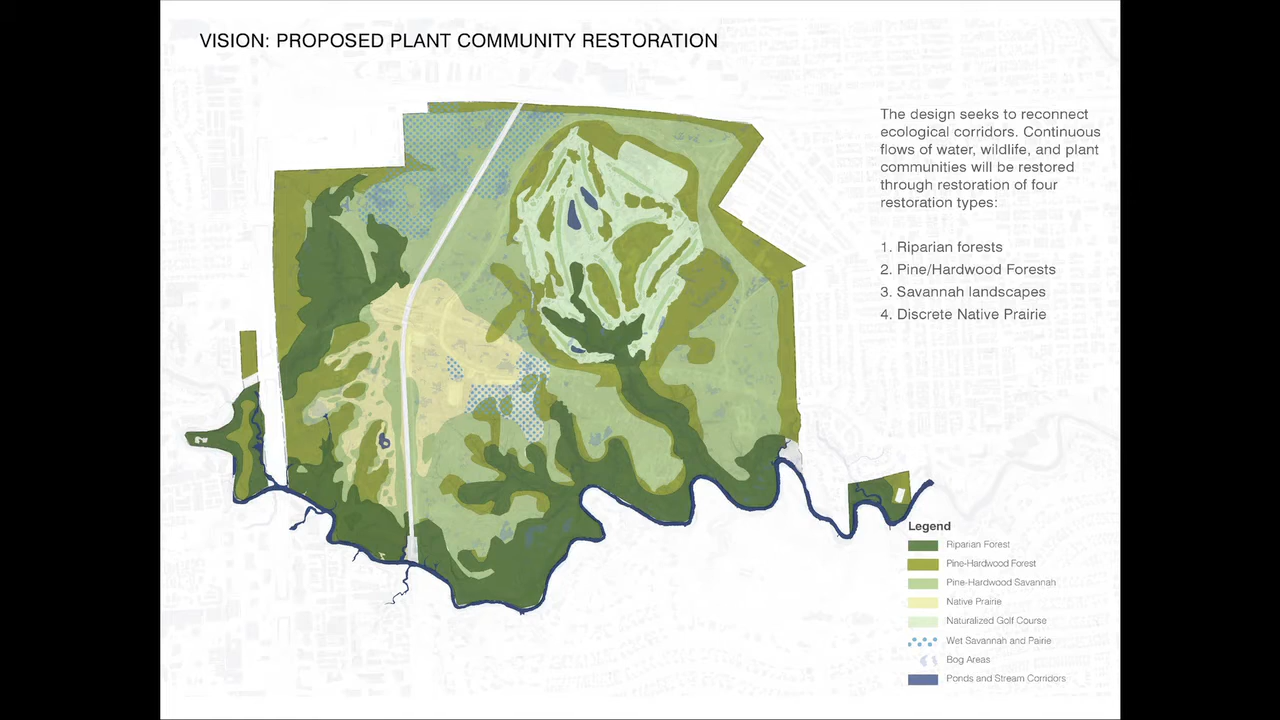 VISION: PROPOSED PLANT COMMUNITY RESTORATION
The design seeks to reconnect
ecological corridors. Continuous
flows of water, wildlife, and plant
communities will be restored
through restoration of four
restoration types:
1. Riparian forests
2. Pine/Hardwood Forests
3. Savannah landscapes
4. Discrete Native Prairie
Legend
Riparian Forest
Pine-Hardwood Forest
Pine-Hardwood Savannah
Native Prairie
Naturalized Golf Course
Wet Savannah and Pairie
Bog Areas
Ponds and Stream Corridors